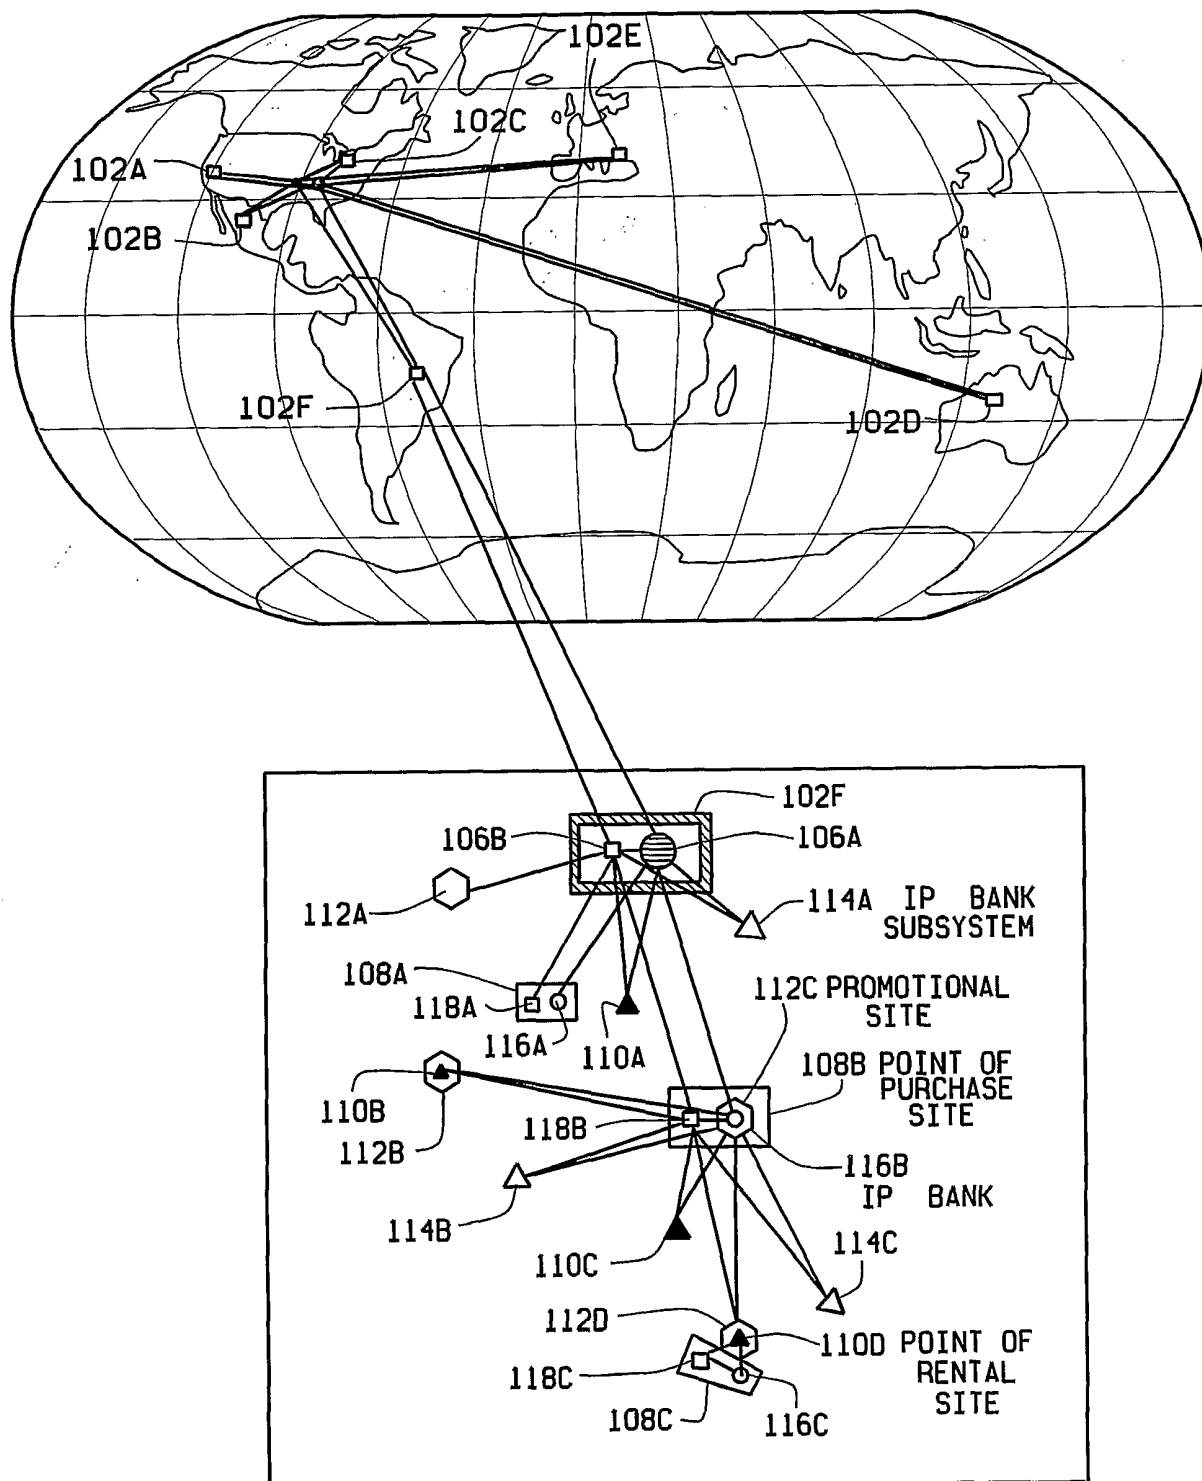 102E
102C
102A
102B
102F
102D
102F
106B
106A
112A
114A IP BANK
SUBSYSTEM
108A
118A
112C PROMOTIONAL
SITE
116A
110A
108B POINT OF
PURCHASE
SITE
110B
118B
112B
116B
IP BANK
114B
114C
110C
112D
110D POINT OF
RENTAL
SITE
118C
108C
116C